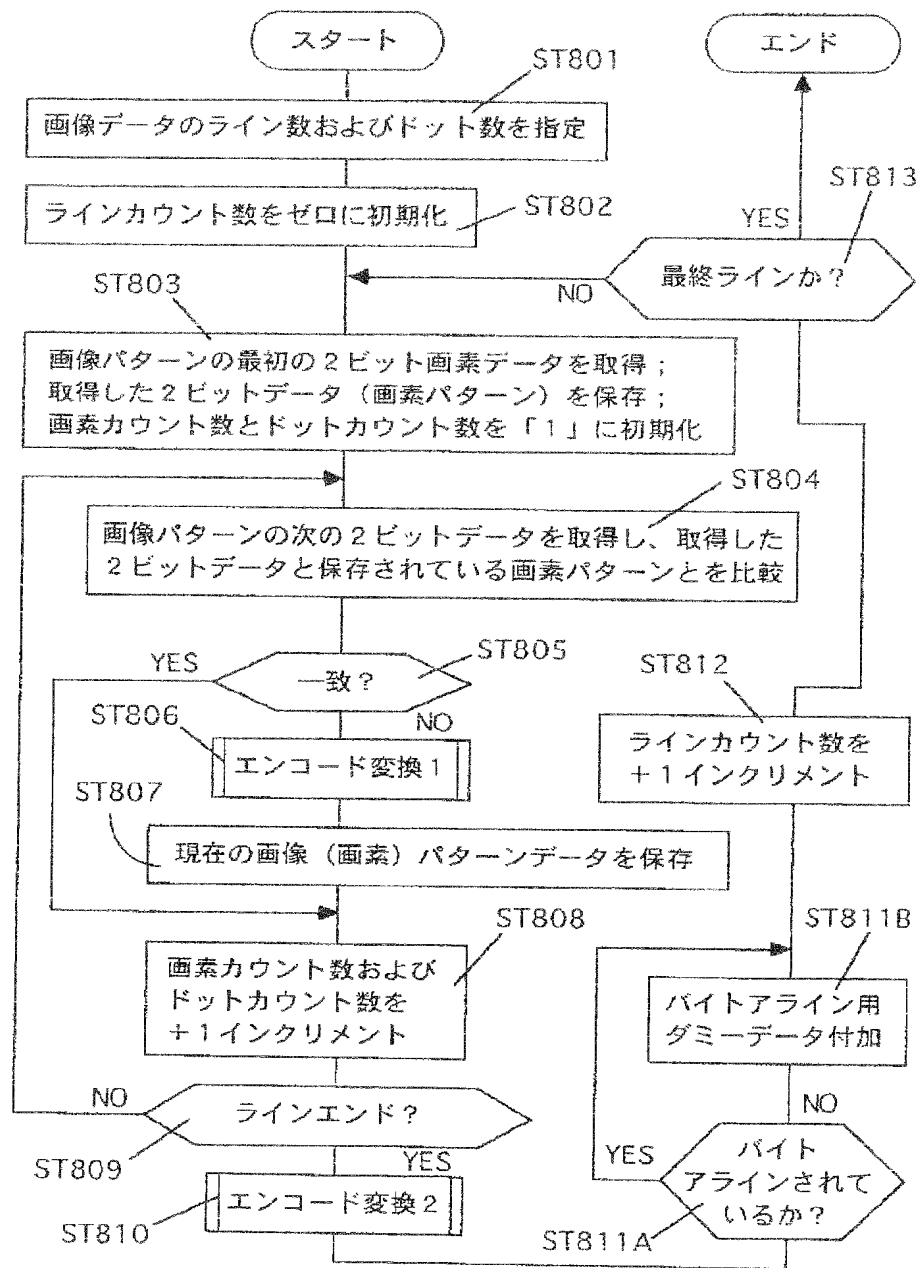 スタート
ST801
画像データのライン数およびドット数を指定
ラインカウント数をゼロに初期化
ST802
ST803
画像パターンの最初の2ビット画素データを取得;
取得した2ビットデータ(画素パターン)を保存;
画素カウント数とドットカウント数を「1」に初期化
ST804
画像パターンの次の2ビットデータを取得し、取得した
2ビットデータと保存されている画素パターンとを比較
YES
一致?
ST805
NO
ST806
エンコード変換1
ST807
現在の画像(画素)パターンデータを保存
ST808
画素カウント数および
ドットカウント数を
+1インクリメント
NO
ラインエンド?
ST809
YES
エンコード変換2
ST810
エンド
ST813
YES
最終ラインか?
NO
ST812
ラインカウント数を
+1インクリメント
ST811B
バイトアライン用
ダミーデータ付加
NO
YES
バイト
アラインされて
いるか?
ST811A